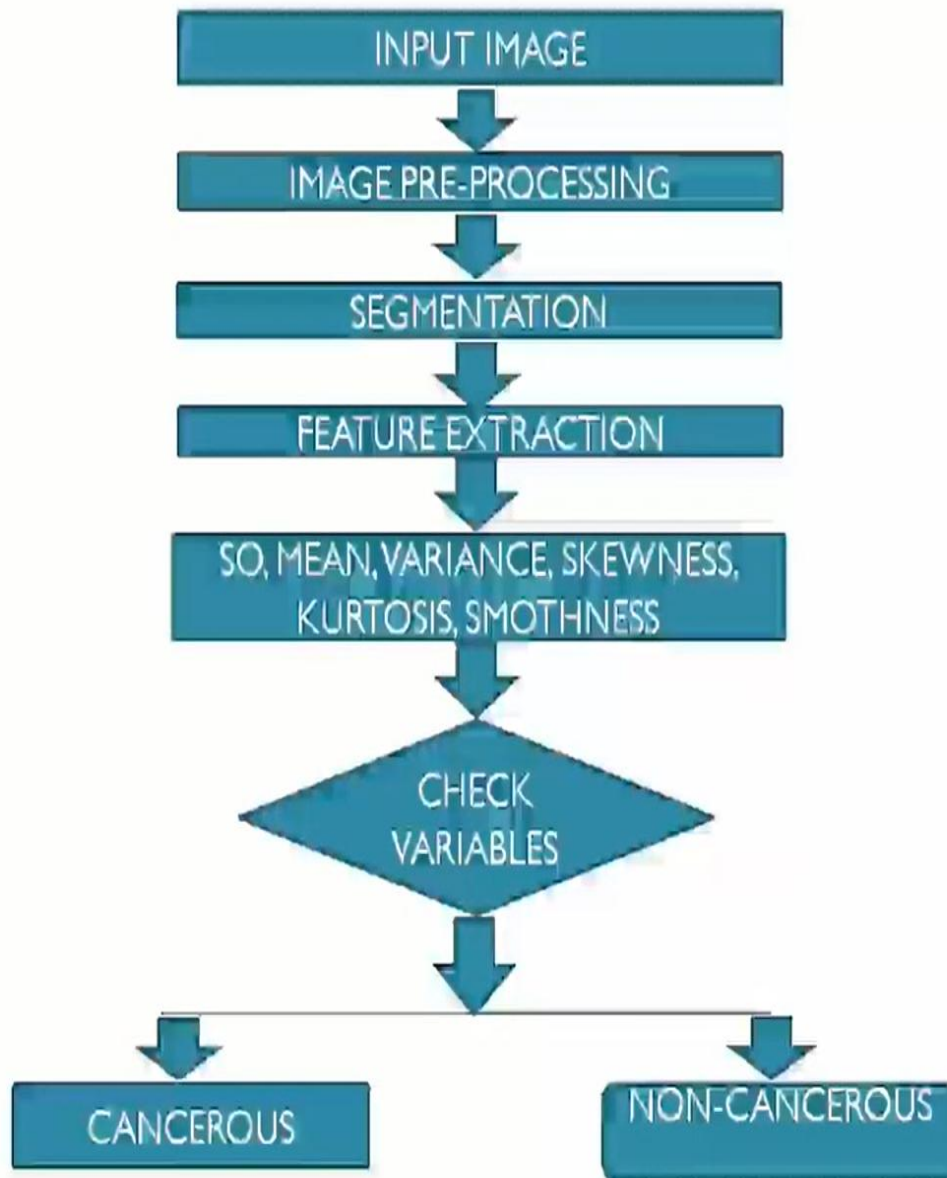 INPUT IMAGE
IMAGE PRE-PROCESSING
SEGMENTATION
FEATURE EXTRACTION
SO, MEAN, VARIANCE, SKEWNESS,
KURTOSIS, SMOTHNESS
CHECK
VARIABLES
CANCEROUS
NON-CANCEROUS